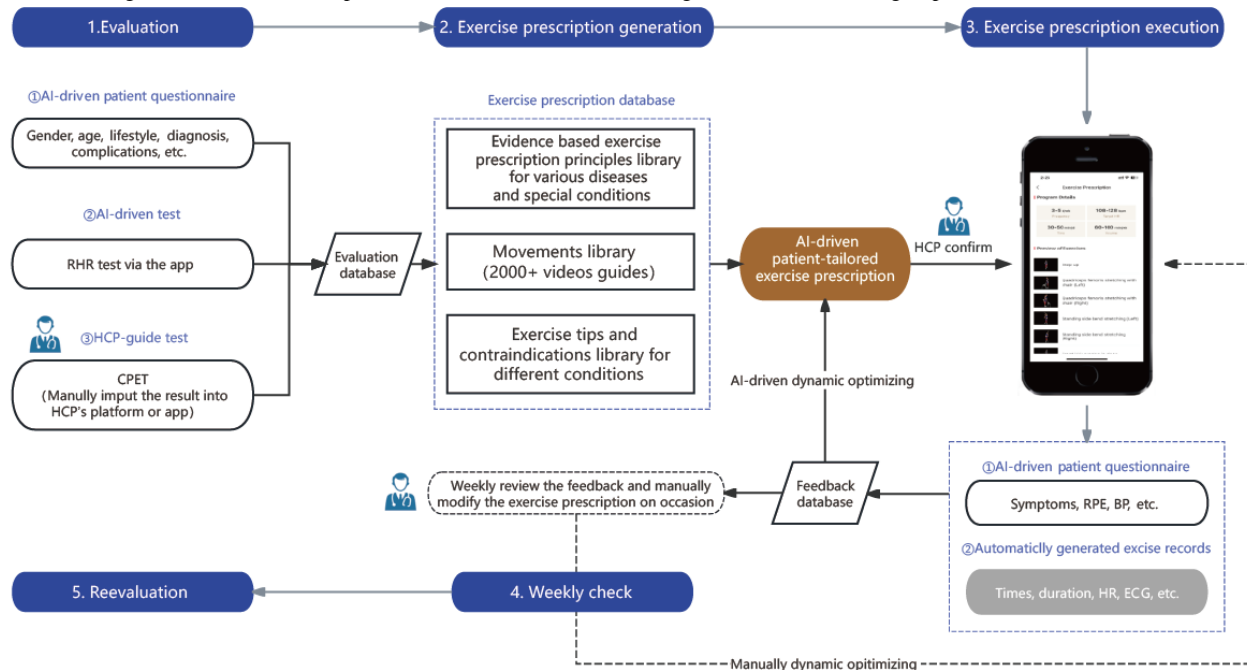 1.Evaluation
2. Exercise prescription generation
3. Exercise prescription execution
①AI-driven patient questionnaire
Gender, age, lifestyle, diagnosis,
complications, etc.
②AI-driven test
RHR test via the app
③HCP-guide test
CPET
(Manully imput the result into
HCP's platform or app)
Evaluation
database
Exercise prescription database
Evidence based exercise
prescription principles library
for various diseases
and special conditions
Movements library
(2000+ videos guides)
Exercise tips and
contraindications library for
different conditions
AI-driven
patient-tailored
exercise prescription
HCP confirm
Exercise Prescription
Program Details
AI-driven dynamic optimizing
①AI-driven patient questionnaire
Symptoms, RPE, BP, etc.
②Automaticlly generated excise records
Times, duration, HR, ECG, etc.
Feedback
database
Weekly review the feedback and manually
modify the exercise prescription on occasion
4. Weekly check
5. Reevaluation
Manually dynamic opitimizing